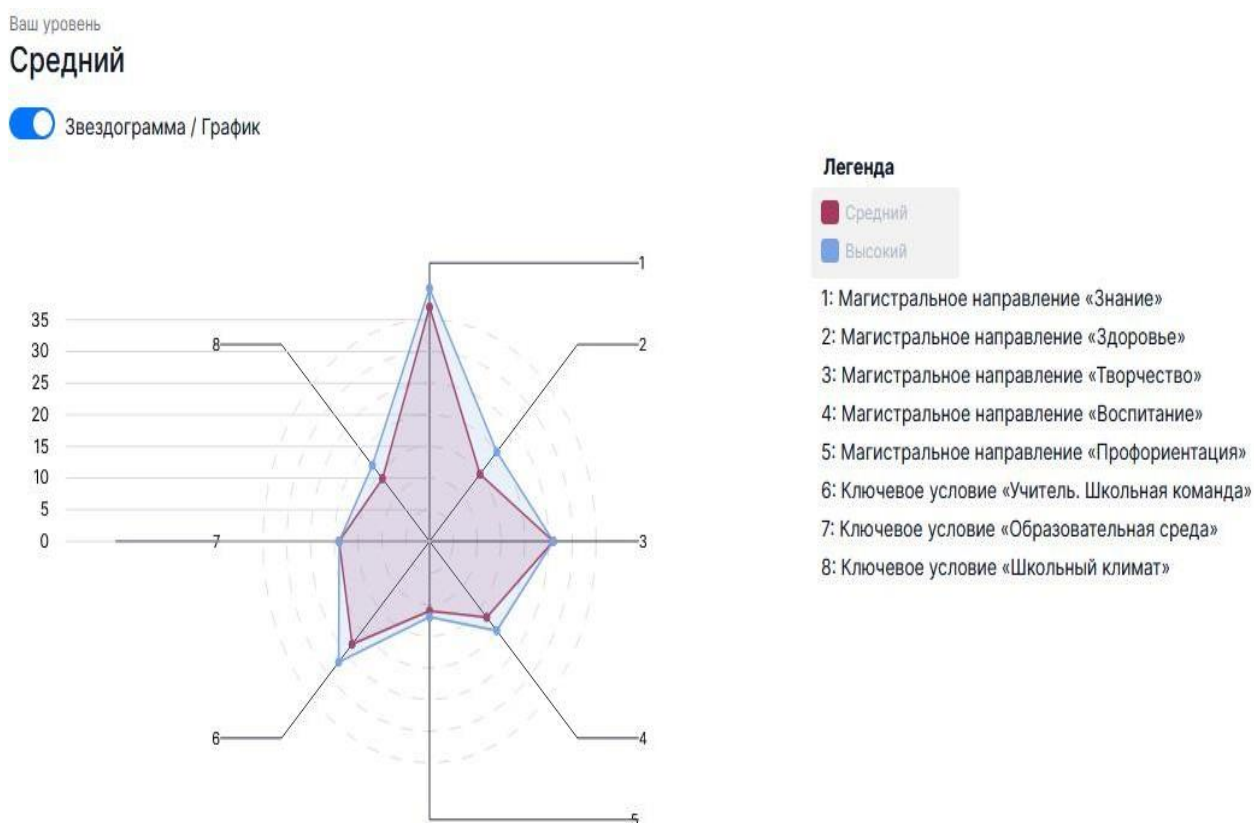 Ваш уровень
Средний
Звездограмма / График
Легенда
Средний
Высокий
1: Магистральное направление «Знание»
2: Магистральное направление «Здоровье»
3: Магистральное направление «Творчество»
4: Магистральное направление «Воспитание»
5: Магистральное направление «Профориентация»
6: Ключевое условие «Учитель. Школьная команда»
7: Ключевое условие «Образовательная среда»
8: Ключевое условие «Школьный климат»
1
35
30
8
2
25
20
15
10
5
0
7
3
6
4
5